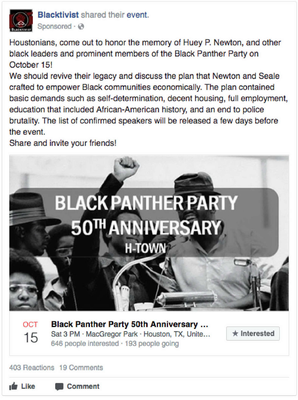 Blacktivist shared their event.
Sponsored ·
Houstonians, come out to honor the memory of Huey P. Newton, and other
black leaders and prominent members of the Black Panther Party on
October 15!
We should revive their legacy and discuss the plan that Newton and Seale
crafted to empower Black communities economically. The plan contained
basic demands such as self-determination, decent housing, full employment,
education that included African-American history, and an end to police
brutality. The list of confirmed speakers will be released a few days before
the event.
Share and invite your friends!
BLACK PANTHER PARTY
50TH ANNIVERSARY
H-TOWN
OCT
15
Black Panther Party 50th Anniversary ...
Sat 3 PM · MacGregor Park · Houston, TX, Unite...
646 people interested · 193 people going
★ Interested
403 Reactions 19 Comments
Like Comment